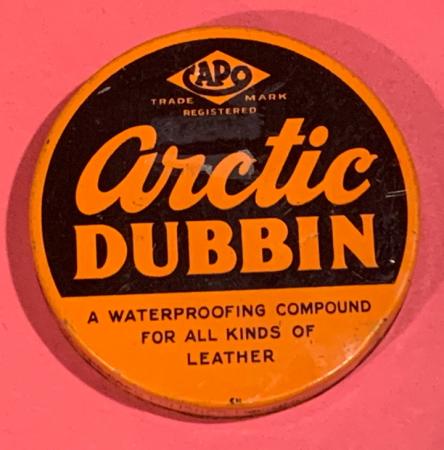 CAPO
TRADE MARK
REGISTERED
Arctic
DUBBIN
A WATERPROOFING COMPOUND
FOR ALL KINDS OF
LEATHER